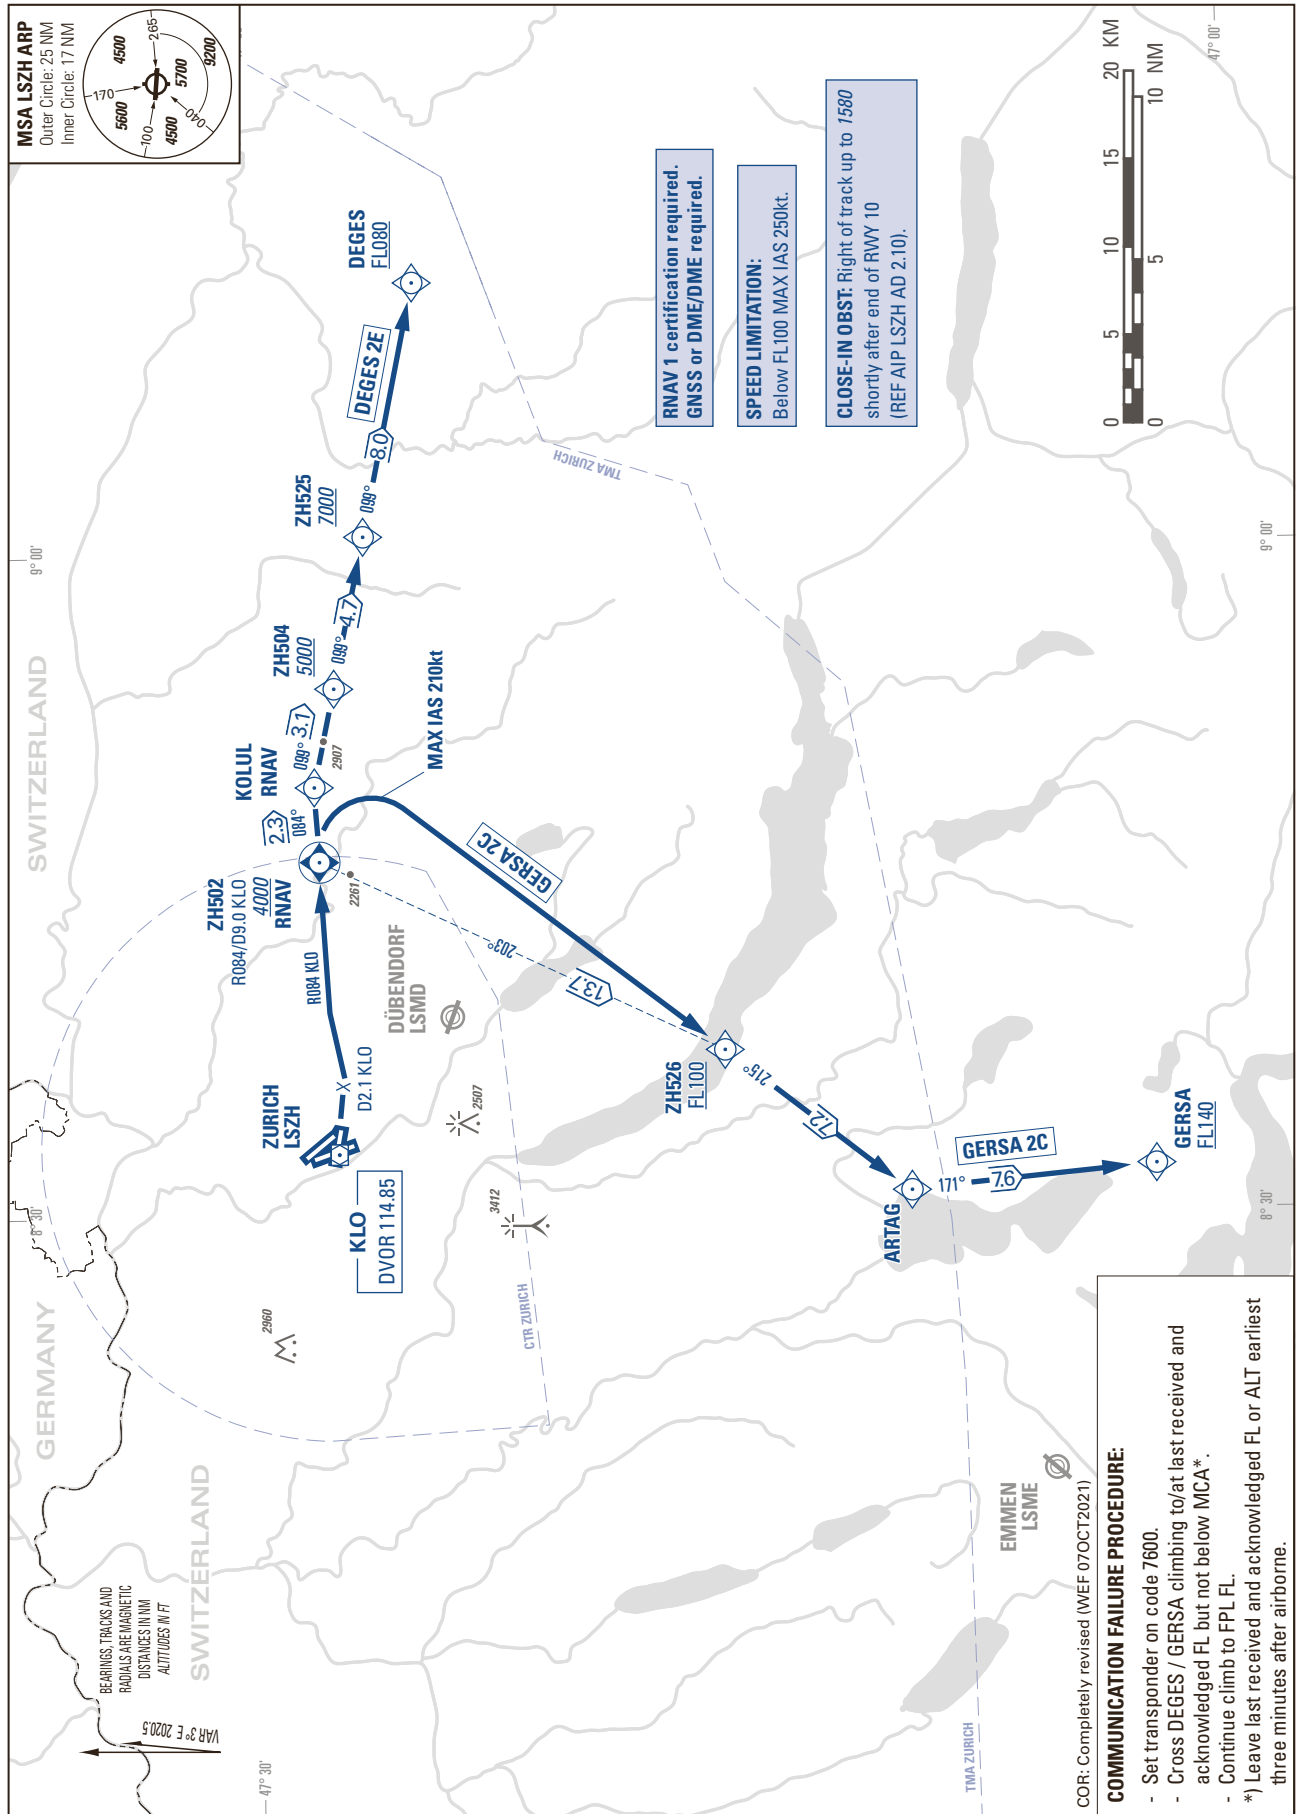 MSA LSZH ARP
Outer Circle: 25 NM
Inner Circle: 17 NM
170
265
100
040
4500
5600
5700
4500
9200
BEARINGS, TRACKS AND
RADIALS ARE MAGNETIC
DISTANCES IN NM
ALTITUDES IN FT
VAR 3° E 2020.5
GERMANY
SWITZERLAND
SWITZERLAND
47° 30'
8° 30'
9° 00'
47° 00'
9° 00'
8° 30'
2960
3412
2507
2261
2907
ZURICH
LSZH
KLO
DVOR 114.85
D2.1 KLO
R084 KLO
ZH502
R084/D9.0 KLO
4000
RNAV
2.3
084°
KOLUL
RNAV
099°
3.1
ZH504
5000
099°
4.7
ZH525
7000
099°
8.0
DEGES 2E
DEGES
FL080
MAX IAS 210kt
GERSA 2C
203°
13.7
DÜBENDORF
LSMD
CTR ZURICH
TMA ZURICH
ZH526
FL100
215°
7.2
ARTAG
171°
7.6
GERSA 2C
GERSA
FL140
EMMEN
LSME
TMA ZURICH
RNAV 1 certification required.
GNSS or DME/DME required.
SPEED LIMITATION:
Below FL100 MAX IAS 250kt.
CLOSE-IN OBST: Right of track up to 1580
shortly after end of RWY 10
(REF AIP LSZH AD 2.10).
0 5 10 15 20 KM
0 5 10 NM
COR: Completely revised (WEF 07OCT2021)
COMMUNICATION FAILURE PROCEDURE:
- Set transponder on code 7600.
- Cross DEGES / GERSA climbing to/at last received and
acknowledged FL but not below MCA*.
- Continue climb to FPL FL.
*) Leave last received and acknowledged FL or ALT earliest
three minutes after airborne.